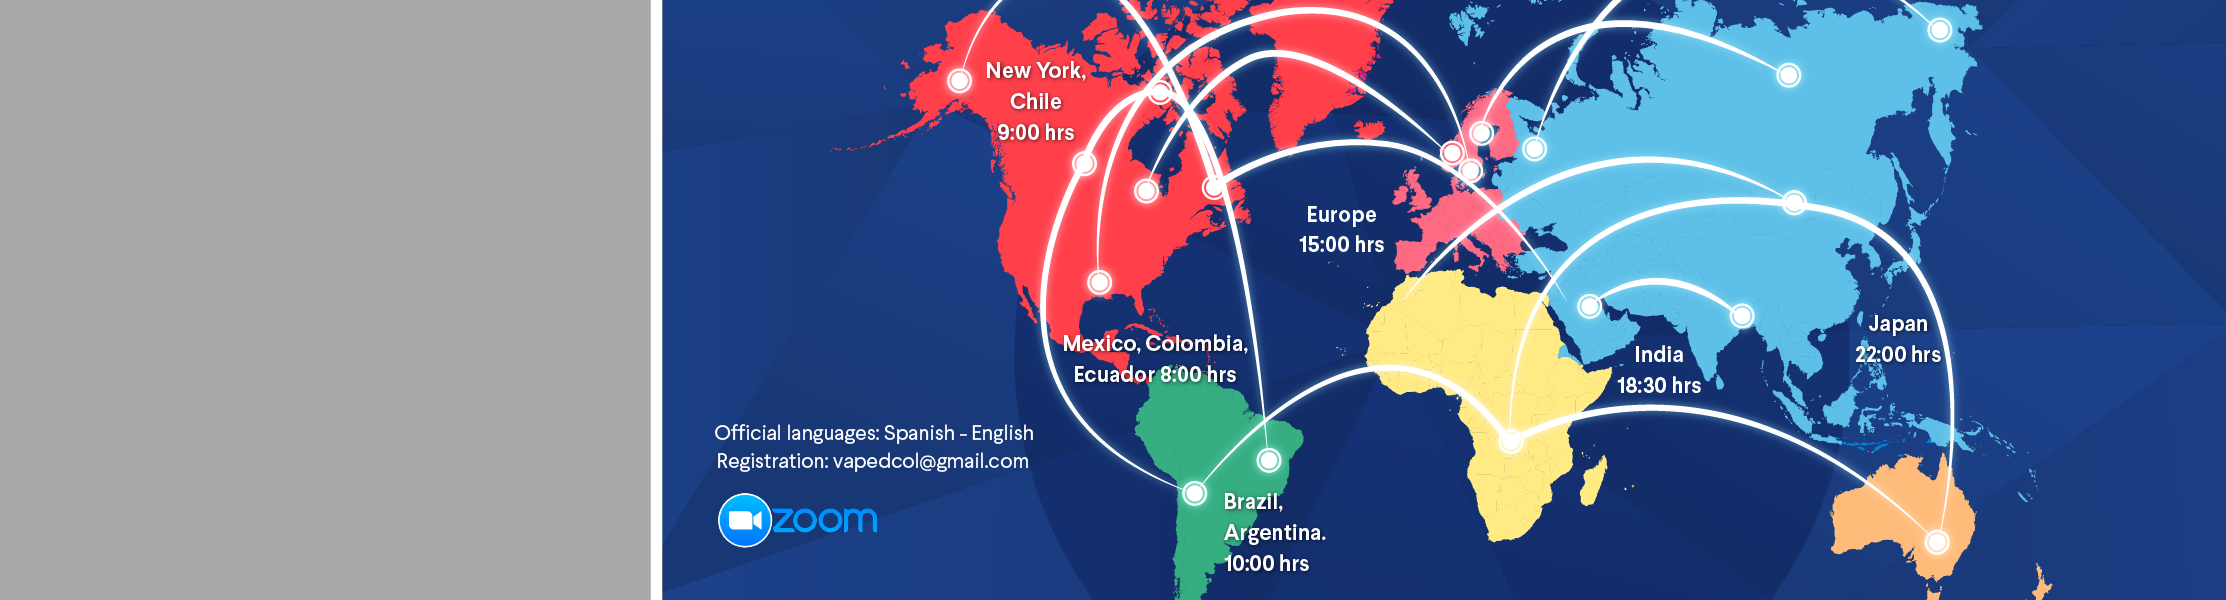 New York,
Chile
9:00 hrs
Europe
15:00 hrs
Mexico, Colombia,
Ecuador 8:00 hrs
Japan
22:00 hrs
India
18:30 hrs
Official languages: Spanish - English
Registration: vapedcol@gmail.com
zoom
Brazil,
Argentina.
10:00 hrs